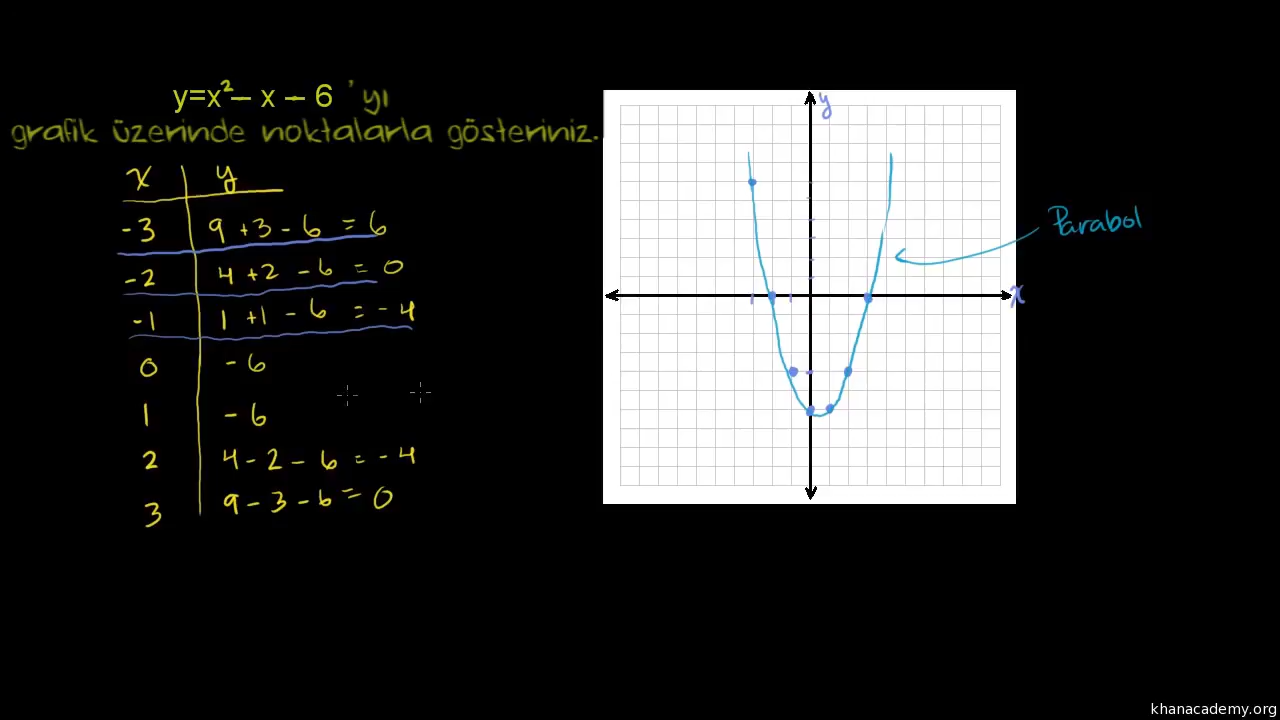 y=x²– x – 6 'yı
grafik üzerinde noktalarla gösteriniz.
x y
-3 9 + 3 - 6 = 6
-2 4 + 2 - 6 = 0
-1 1 + 1 - 6 = - 4
0 - 6
1 - 6
2 4 - 2 - 6 = - 4
3 9 - 3 - 6 = 0
y
Parabol
x
khanacademy.org